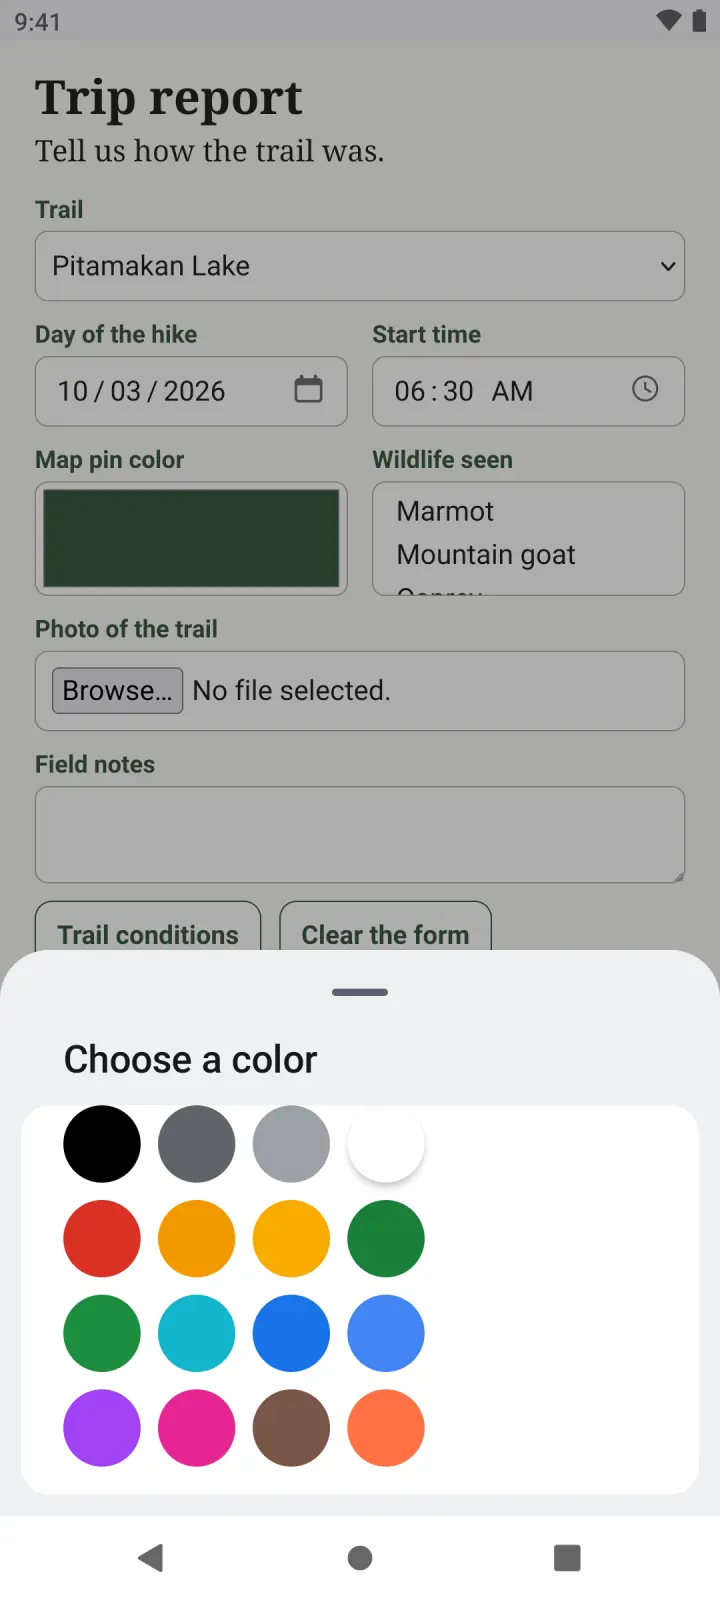 9:41
Trip report
Tell us how the trail was.
Trail
Pitamakan Lake
Day of the hike
Start time
10 / 03 / 2026
06 : 30 AM
Map pin color
Wildlife seen
Marmot
Mountain goat
Photo of the trail
Browse...
No file selected.
Field notes
Trail conditions
Clear the form
Choose a color